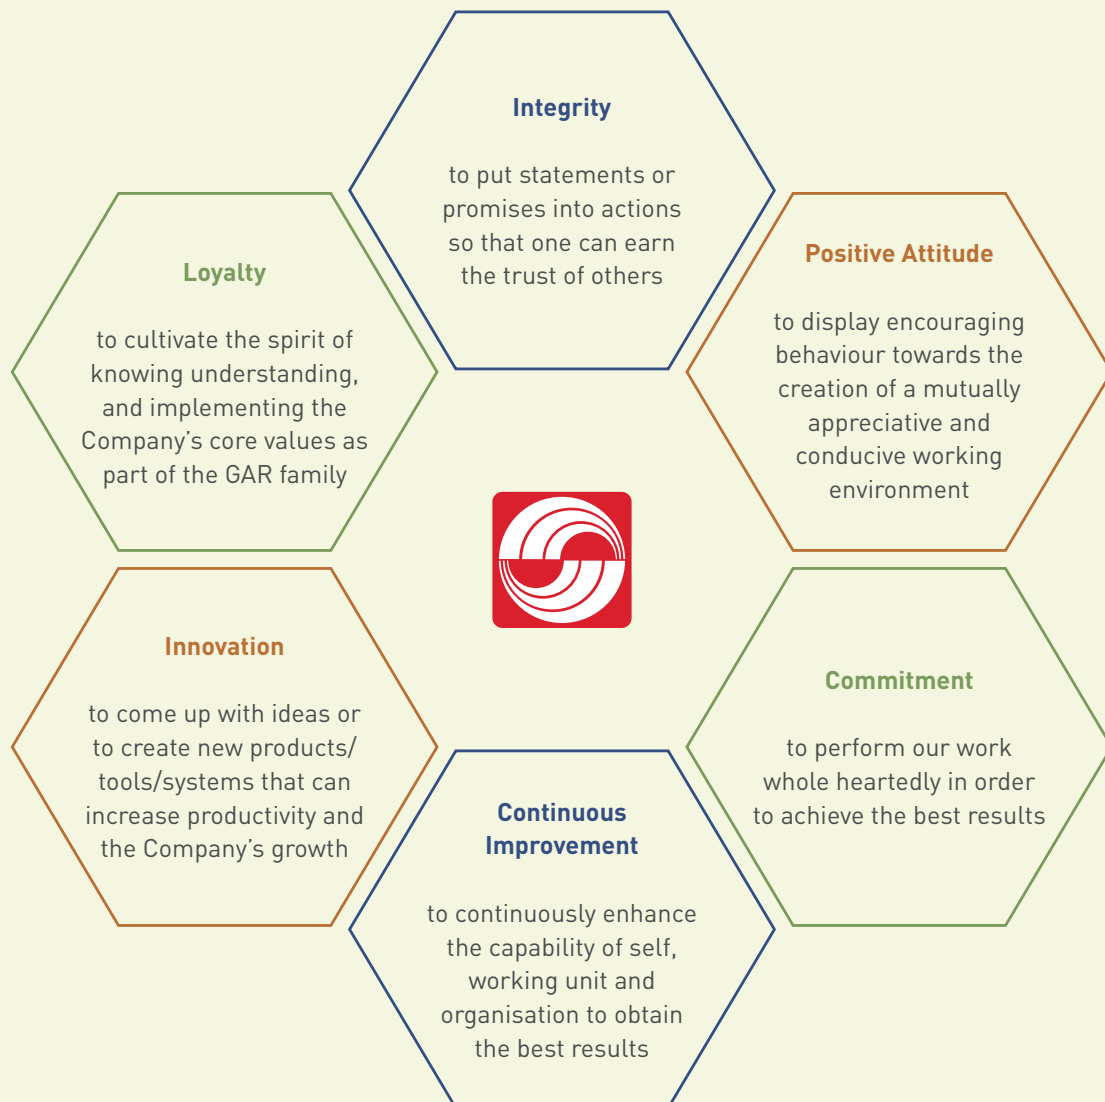 Integrity
to put statements or
promises into actions
so that one can earn
the trust of others
Positive Attitude
to display encouraging
behaviour towards the
creation of a mutually
appreciative and
conducive working
environment
Commitment
to perform our work
whole heartedly in order
to achieve the best results
Continuous
Improvement
to continuously enhance
the capability of self,
working unit and
organisation to obtain
the best results
Innovation
to come up with ideas or
to create new products/
tools/systems that can
increase productivity and
the Company's growth
Loyalty
to cultivate the spirit of
knowing understanding,
and implementing the
Company's core values as
part of the GAR family